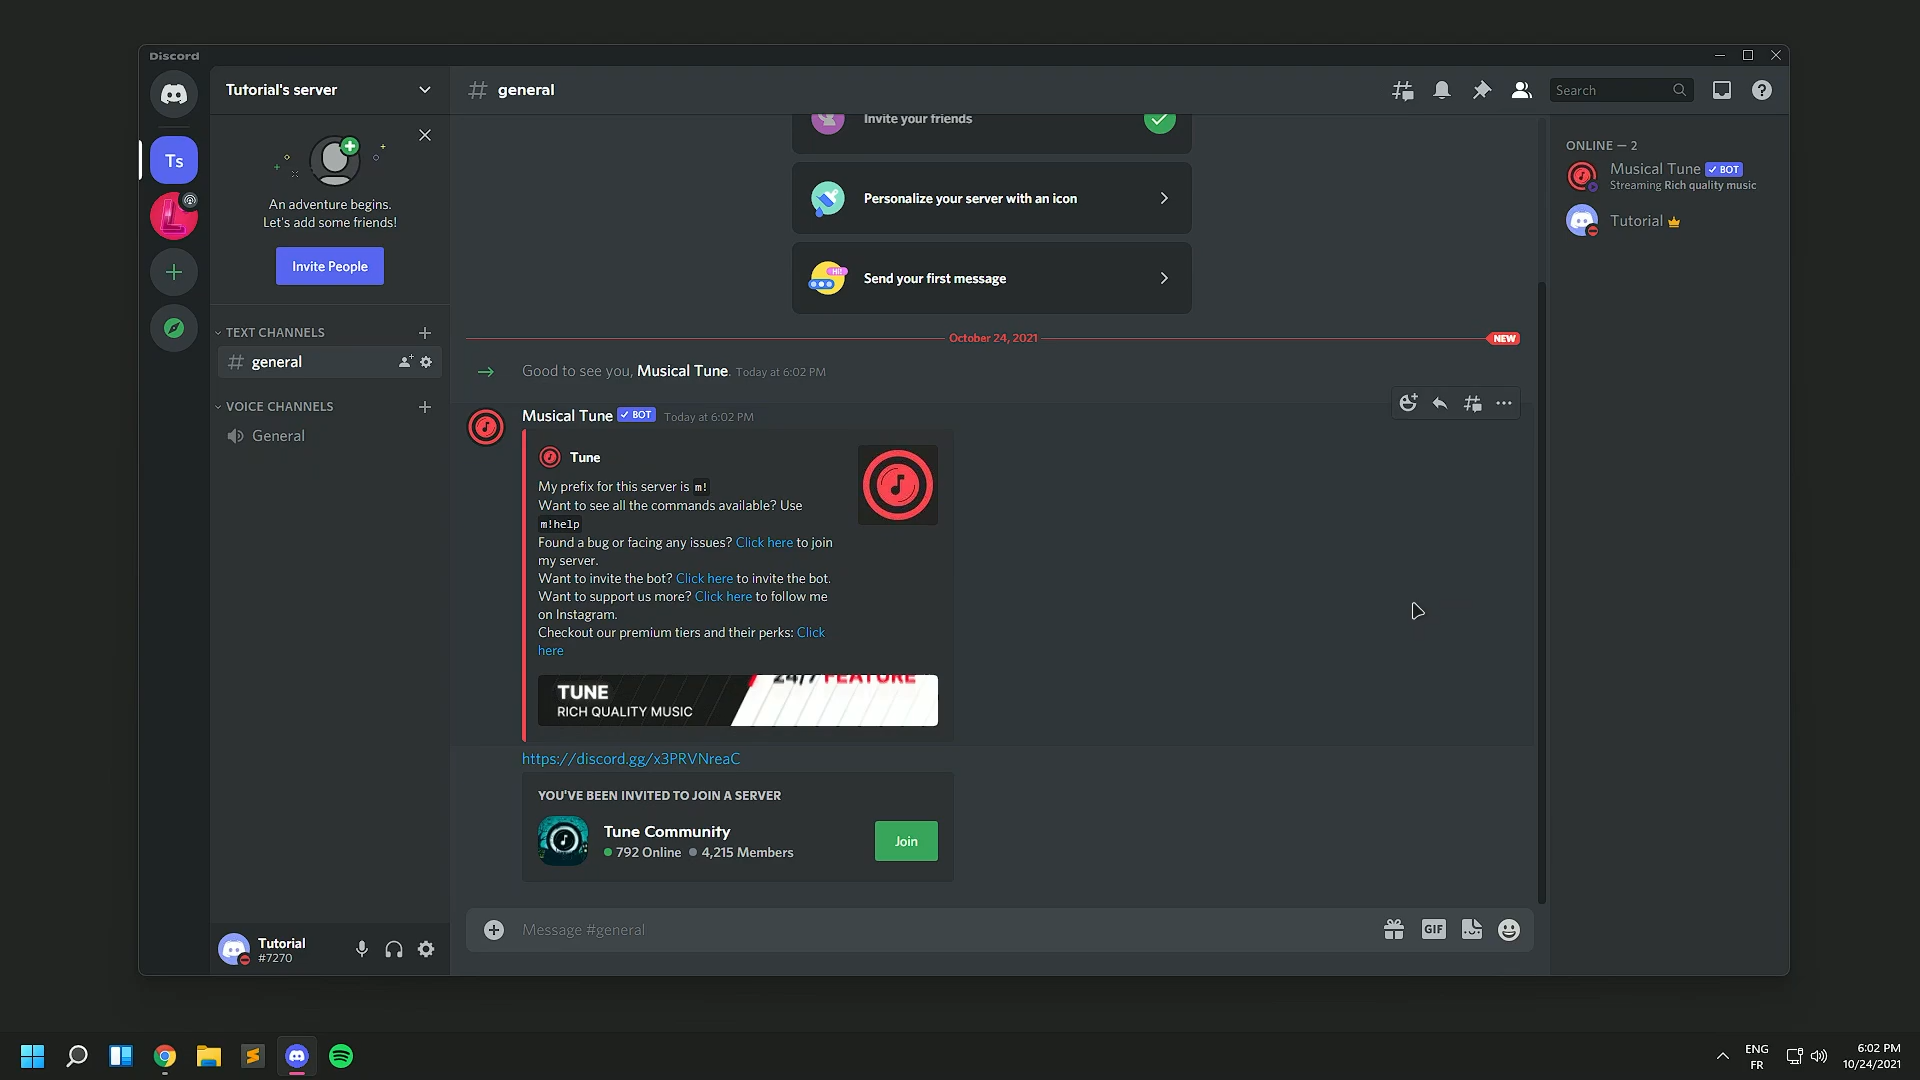 Discord
Tutorial's server
general
Search
Ts
An adventure begins.
Let's add some friends!
Invite People
TEXT CHANNELS
general
VOICE CHANNELS
General
Invite your friends
Personalize your server with an icon
Hi!
Send your first message
October 24, 2021
NEW
Good to see you, Musical Tune. Today at 6:02 PM
Musical Tune ✓ BOT Today at 6:02 PM
Tune
My prefix for this server is m!
Want to see all the commands available? Use
m!help
Found a bug or facing any issues? Click here to join
my server.
Want to invite the bot? Click here to invite the bot.
Want to support us more? Click here to follow me
on Instagram.
Checkout our premium tiers and their perks: Click
here
TUNE
RICH QUALITY MUSIC
24/7 FEATURE
https://discord.gg/x3PRVNreaC
YOU'VE BEEN INVITED TO JOIN A SERVER
Tune Community
792 Online 4,215 Members
Join
Message #general
GIF
ONLINE — 2
Musical Tune ✓ BOT
Streaming Rich quality music
Tutorial
Tutorial
#7270
ENG
FR
6:02 PM
10/24/2021